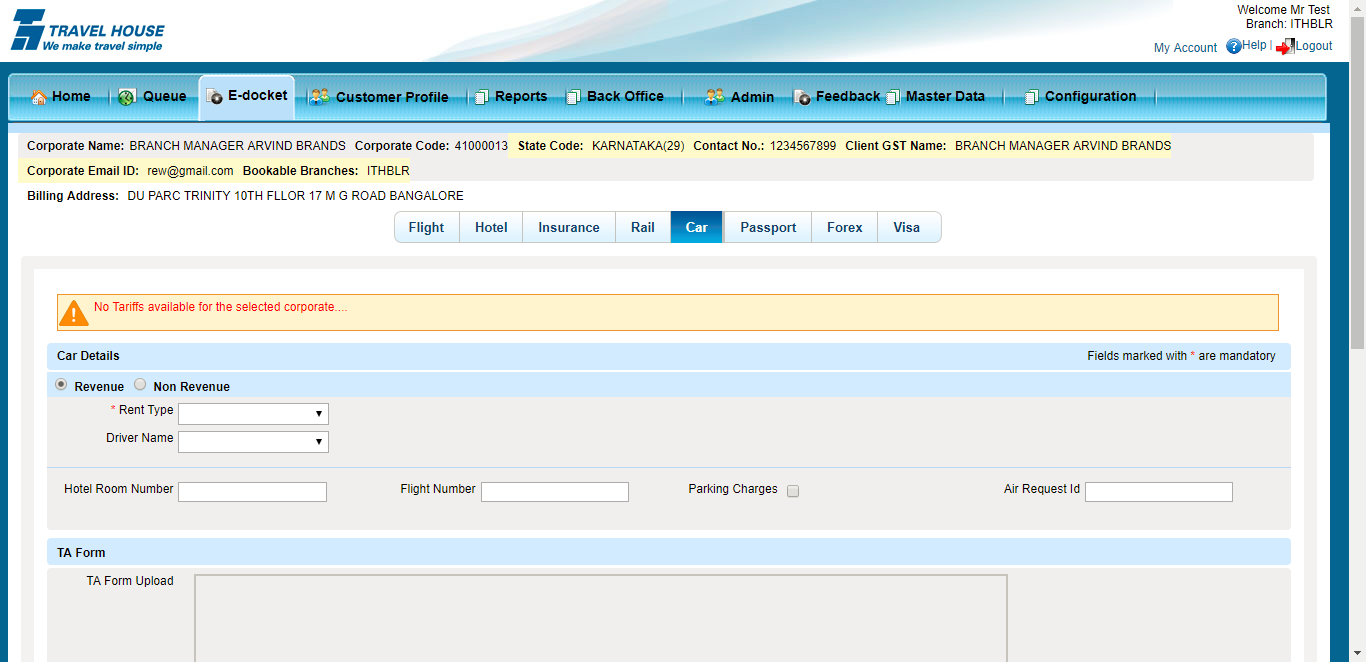 TRAVEL HOUSE
We make travel simple
Welcome Mr Test
Branch: ITHBLR
My Account Help | Logout
Home Queue E-docket Customer Profile Reports Back Office Admin Feedback Master Data Configuration
Corporate Name: BRANCH MANAGER ARVIND BRANDS Corporate Code: 41000013 State Code: KARNATAKA(29) Contact No.: 1234567899 Client GST Name: BRANCH MANAGER ARVIND BRANDS
Corporate Email ID: rew@gmail.com Bookable Branches: ITHBLR
Billing Address: DU PARC TRINITY 10TH FLLOR 17 M G ROAD BANGALORE
Flight Hotel Insurance Rail Car Passport Forex Visa
No Tariffs available for the selected corporate....
Car Details Fields marked with * are mandatory
Revenue Non Revenue
* Rent Type
Driver Name
Hotel Room Number Flight Number Parking Charges Air Request Id
TA Form
TA Form Upload